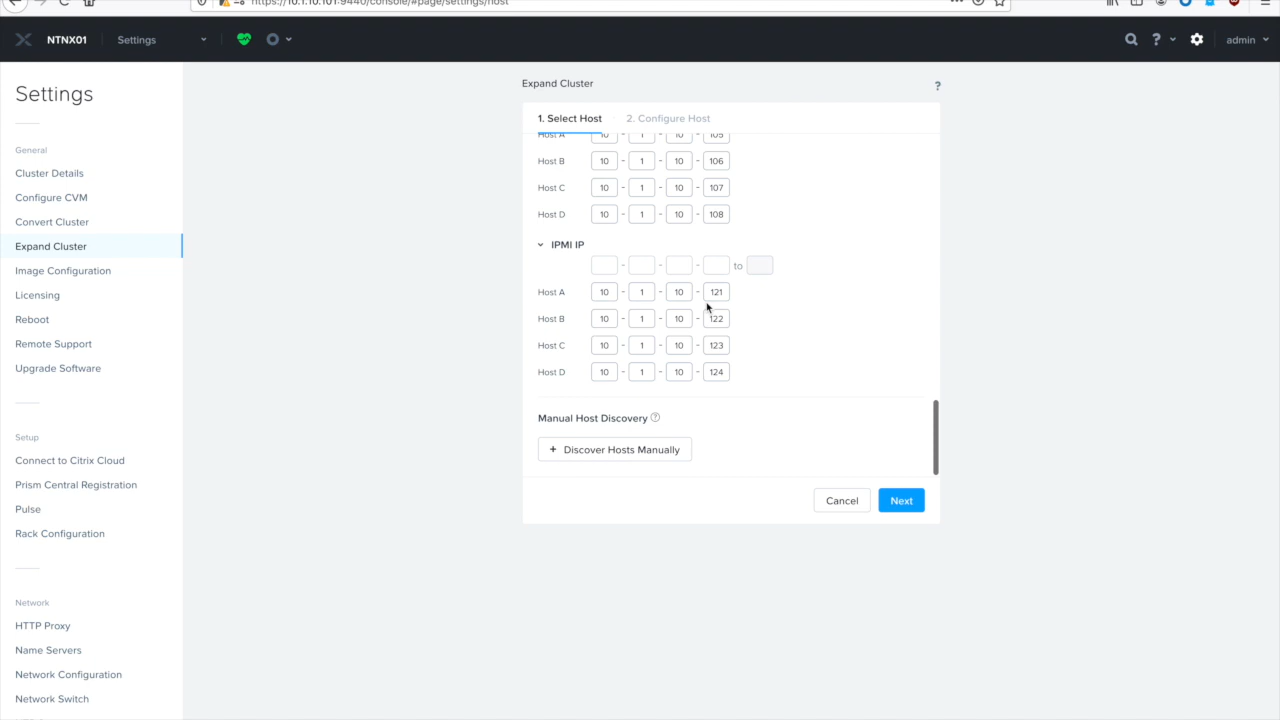 https://10.1.10.101:9440/console/#page/settings/host
NTNX01 Settings ? admin
Settings
General
Cluster Details
Configure CVM
Convert Cluster
Expand Cluster
Image Configuration
Licensing
Reboot
Remote Support
Upgrade Software
Setup
Connect to Citrix Cloud
Prism Central Registration
Pulse
Rack Configuration
Network
HTTP Proxy
Name Servers
Network Configuration
Network Switch
Expand Cluster ?
1. Select Host 2. Configure Host
Host A 10 - 1 - 10 - 105
Host B 10 - 1 - 10 - 106
Host C 10 - 1 - 10 - 107
Host D 10 - 1 - 10 - 108
IPMI IP
- - - to
Host A 10 - 1 - 10 - 121
Host B 10 - 1 - 10 - 122
Host C 10 - 1 - 10 - 123
Host D 10 - 1 - 10 - 124
Manual Host Discovery ?
+ Discover Hosts Manually
Cancel Next